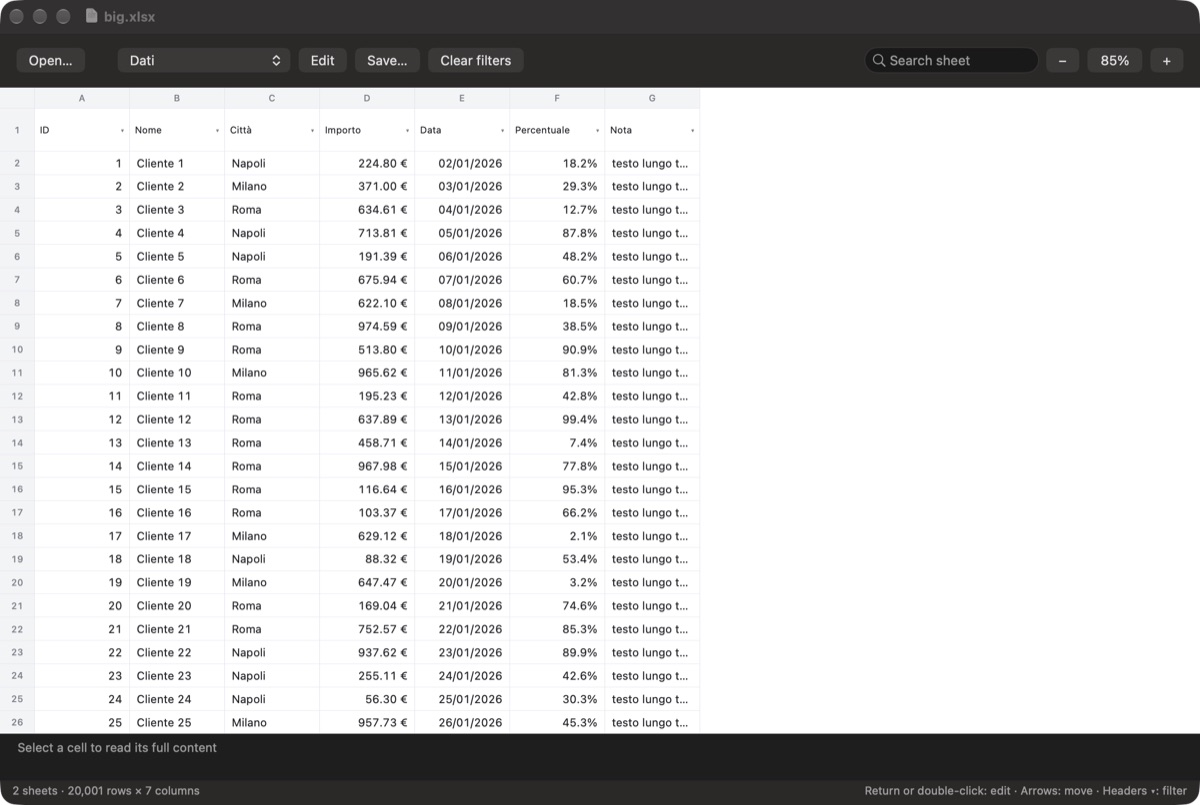 big.xlsx
Open... Dati Edit Save... Clear filters Search sheet – 85% +
A B C D E F G
1 ID Nome Città Importo Data Percentuale Nota
2 1 Cliente 1 Napoli 224.80 € 02/01/2026 18.2% testo lungo t...
3 2 Cliente 2 Milano 371.00 € 03/01/2026 29.3% testo lungo t...
4 3 Cliente 3 Roma 634.61 € 04/01/2026 12.7% testo lungo t...
5 4 Cliente 4 Napoli 713.81 € 05/01/2026 87.8% testo lungo t...
6 5 Cliente 5 Napoli 191.39 € 06/01/2026 48.2% testo lungo t...
7 6 Cliente 6 Roma 675.94 € 07/01/2026 60.7% testo lungo t...
8 7 Cliente 7 Milano 622.10 € 08/01/2026 18.5% testo lungo t...
9 8 Cliente 8 Roma 974.59 € 09/01/2026 38.5% testo lungo t...
10 9 Cliente 9 Roma 513.80 € 10/01/2026 90.9% testo lungo t...
11 10 Cliente 10 Milano 965.62 € 11/01/2026 81.3% testo lungo t...
12 11 Cliente 11 Roma 195.23 € 12/01/2026 42.8% testo lungo t...
13 12 Cliente 12 Roma 637.89 € 13/01/2026 99.4% testo lungo t...
14 13 Cliente 13 Roma 458.71 € 14/01/2026 7.4% testo lungo t...
15 14 Cliente 14 Roma 967.98 € 15/01/2026 77.8% testo lungo t...
16 15 Cliente 15 Roma 116.64 € 16/01/2026 95.3% testo lungo t...
17 16 Cliente 16 Roma 103.37 € 17/01/2026 66.2% testo lungo t...
18 17 Cliente 17 Milano 629.12 € 18/01/2026 2.1% testo lungo t...
19 18 Cliente 18 Napoli 88.32 € 19/01/2026 53.4% testo lungo t...
20 19 Cliente 19 Milano 647.47 € 20/01/2026 3.2% testo lungo t...
21 20 Cliente 20 Roma 169.04 € 21/01/2026 74.6% testo lungo t...
22 21 Cliente 21 Roma 752.57 € 22/01/2026 85.3% testo lungo t...
23 22 Cliente 22 Napoli 937.62 € 23/01/2026 89.9% testo lungo t...
24 23 Cliente 23 Napoli 255.11 € 24/01/2026 42.6% testo lungo t...
25 24 Cliente 24 Napoli 56.30 € 25/01/2026 30.3% testo lungo t...
26 25 Cliente 25 Milano 957.73 € 26/01/2026 45.3% testo lungo t...
Select a cell to read its full content
2 sheets · 20,001 rows × 7 columns Return or double-click: edit · Arrows: move · Headers ▾: filter